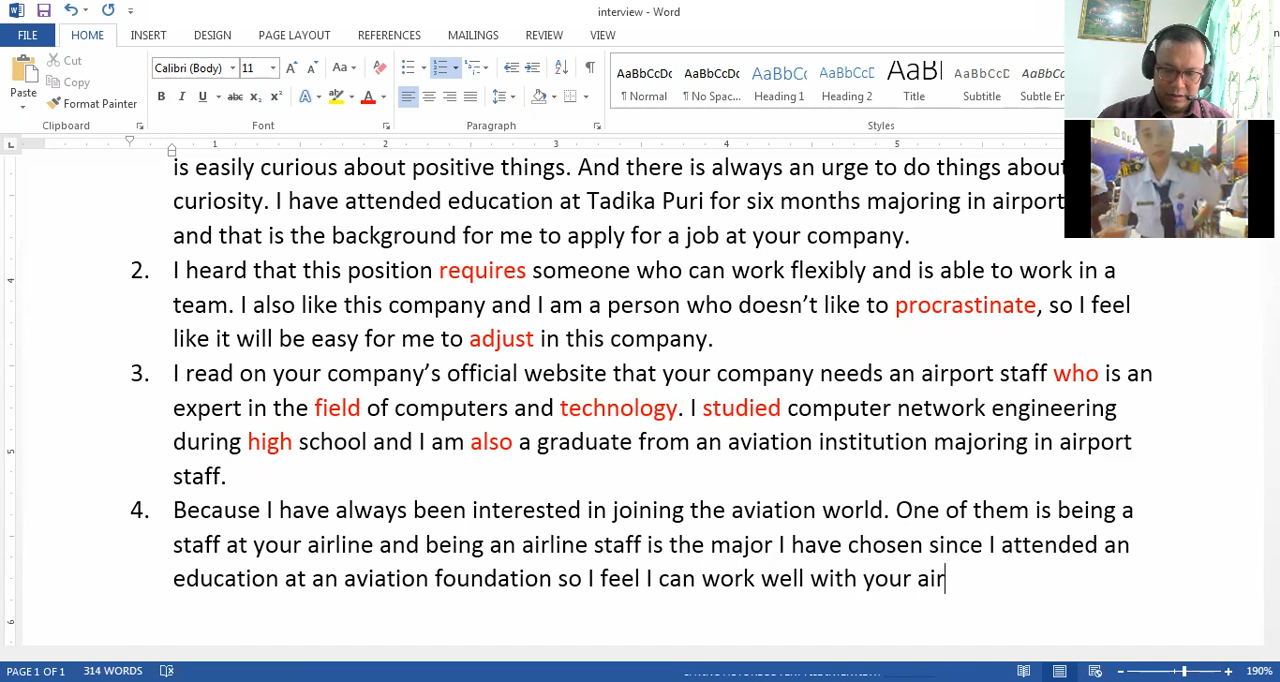 interview - Word
FILE HOME INSERT DESIGN PAGE LAYOUT REFERENCES MAILINGS REVIEW VIEW
Cut
Copy
Format Painter
Paste
Calibri (Body) 11
AaBbCcDc AaBbCcDc AaBbCc AaBbCcD AaBl AaBbCcD AaBbCcD
¶ Normal ¶ No Spac... Heading 1 Heading 2 Title Subtitle Subtle Em
Clipboard Font Paragraph Styles
1 2 3 4 5
is easily curious about positive things. And there is always an urge to do things about
curiosity. I have attended education at Tadika Puri for six months majoring in airport
and that is the background for me to apply for a job at your company.
2. I heard that this position requires someone who can work flexibly and is able to work in a
team. I also like this company and I am a person who doesn’t like to procrastinate, so I feel
like it will be easy for me to adjust in this company.
3. I read on your company’s official website that your company needs an airport staff who is an
expert in the field of computers and technology. I studied computer network engineering
during high school and I am also a graduate from an aviation institution majoring in airport
staff.
4. Because I have always been interested in joining the aviation world. One of them is being a
staff at your airline and being an airline staff is the major I have chosen since I attended an
education at an aviation foundation so I feel I can work well with your air
PAGE 1 OF 1 314 WORDS 190%